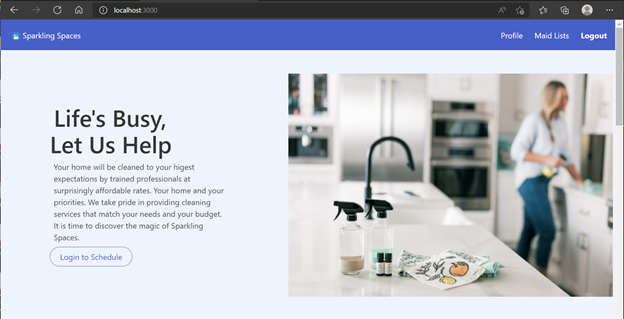 localhost:3000
Sparkling Spaces
Profile
Maid Lists
Logout
Life's Busy,
Let Us Help
Your home will be cleaned to your higest
expectations by trained professionals at
surprisingly affordable rates. Your home and your
priorities. We take pride in providing cleaning
services that match your needs and your budget.
It is time to discover the magic of Sparkling
Spaces.
Login to Schedule